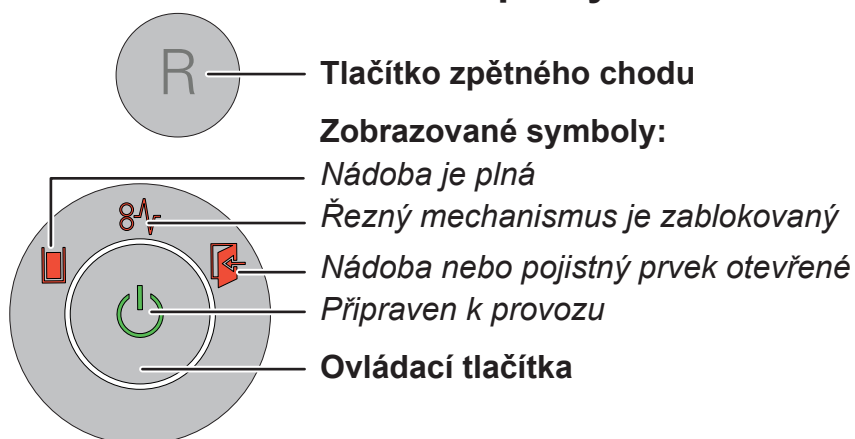 R
Tlačítko zpětného chodu
Zobrazované symboly:
Nádoba je plná
Řezný mechanismus je zablokovaný
Nádoba nebo pojistný prvek otevřené
Připraven k provozu
Ovládací tlačítka